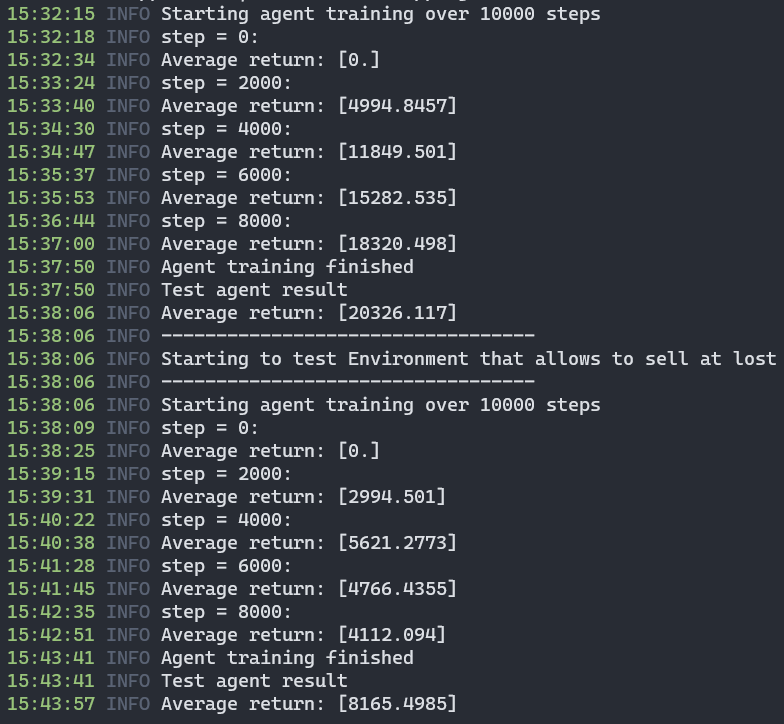 15:32:15 INFO Starting agent training over 10000 steps
15:32:18 INFO step = 0:
15:32:34 INFO Average return: [0.]
15:33:24 INFO step = 2000:
15:33:40 INFO Average return: [4994.8457]
15:34:30 INFO step = 4000:
15:34:47 INFO Average return: [11849.501]
15:35:37 INFO step = 6000:
15:35:53 INFO Average return: [15282.535]
15:36:44 INFO step = 8000:
15:37:00 INFO Average return: [18320.498]
15:37:50 INFO Agent training finished
15:37:50 INFO Test agent result
15:38:06 INFO Average return: [20326.117]
15:38:06 INFO ----------------------------------
15:38:06 INFO Starting to test Environment that allows to sell at lost
15:38:06 INFO ----------------------------------
15:38:06 INFO Starting agent training over 10000 steps
15:38:09 INFO step = 0:
15:38:25 INFO Average return: [0.]
15:39:15 INFO step = 2000:
15:39:31 INFO Average return: [2994.501]
15:40:22 INFO step = 4000:
15:40:38 INFO Average return: [5621.2773]
15:41:28 INFO step = 6000:
15:41:45 INFO Average return: [4766.4355]
15:42:35 INFO step = 8000:
15:42:51 INFO Average return: [4112.094]
15:43:41 INFO Agent training finished
15:43:41 INFO Test agent result
15:43:57 INFO Average return: [8165.4985]